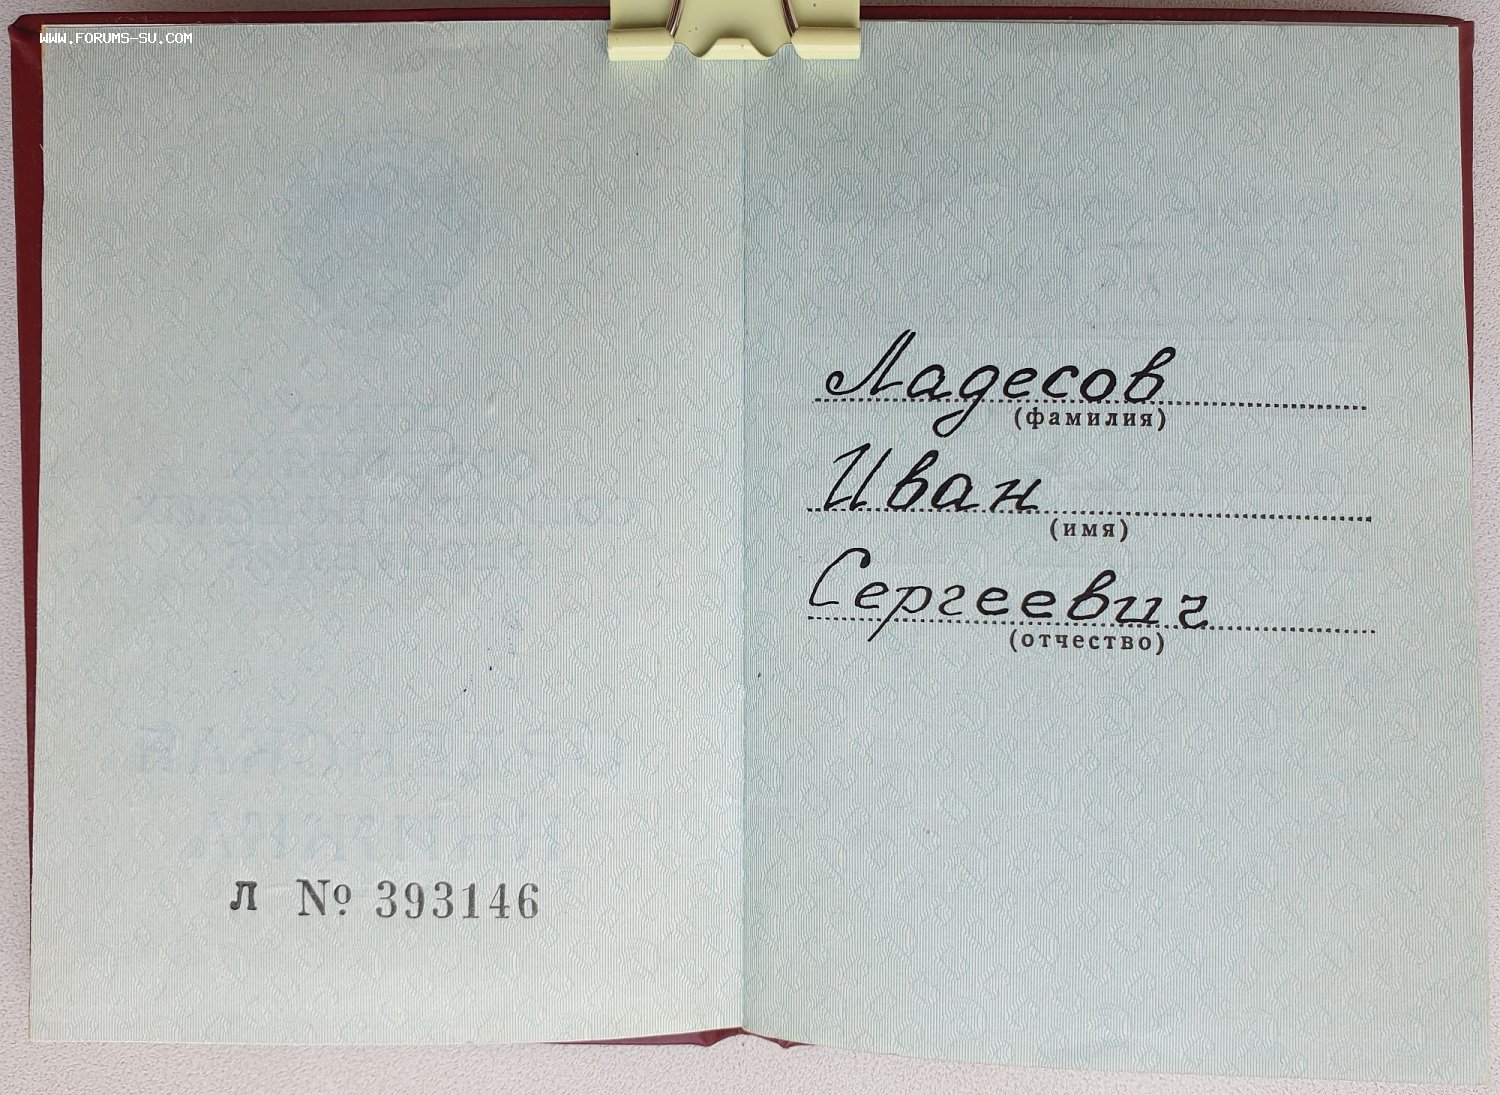 WWW.FORUMS-SU.COM
Л № 393146
Ладесов
(фамилия)
Иван
(имя)
Сергеевич
(отчество)